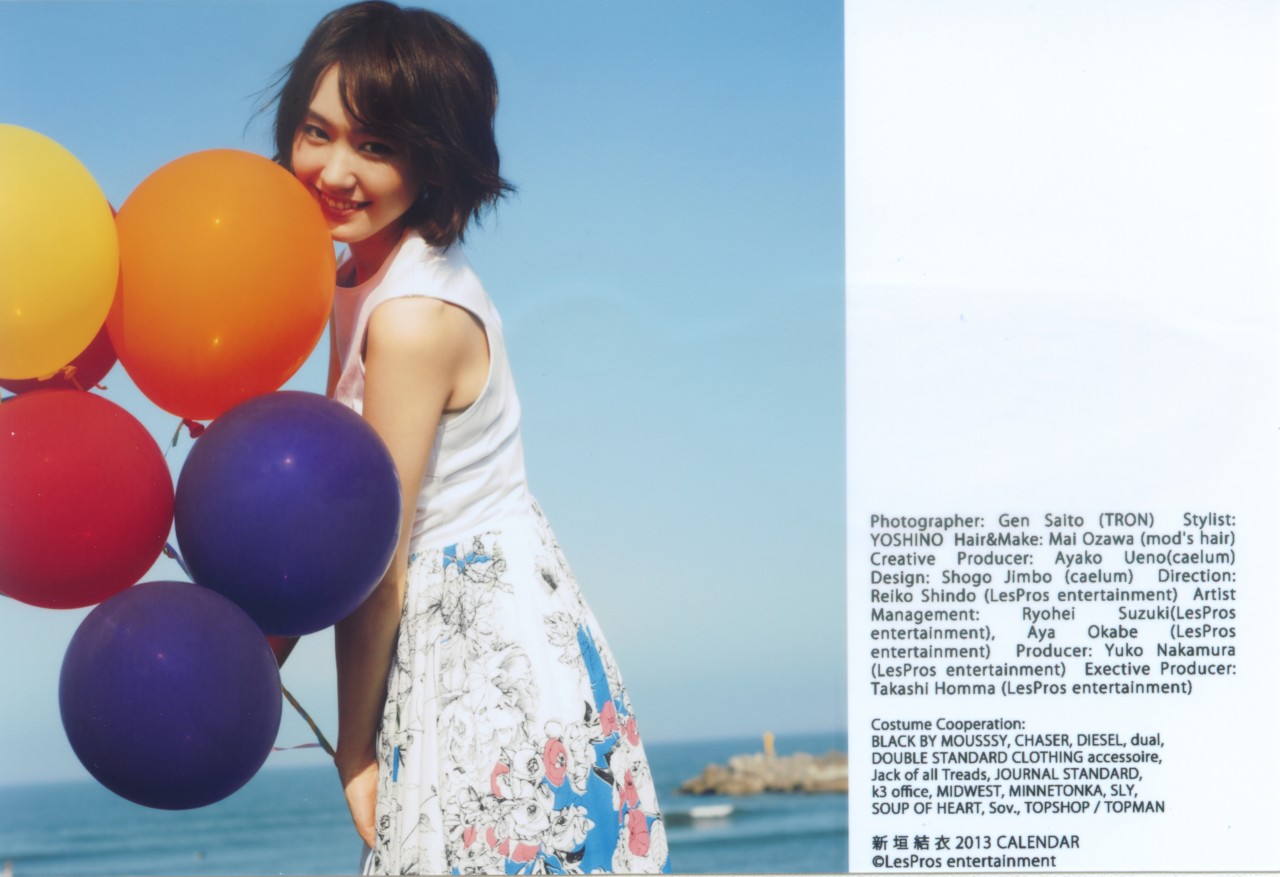 Photographer: Gen Saito (TRON) Stylist:
YOSHINO Hair&Make: Mai Ozawa (mod's hair)
Creative Producer: Ayako Ueno(caelum)
Design: Shogo Jimbo (caelum) Direction:
Reiko Shindo (LesPros entertainment) Artist
Management: Ryohei Suzuki(LesPros
entertainment), Aya Okabe (LesPros
entertainment) Producer: Yuko Nakamura
(LesPros entertainment) Exective Producer:
Takashi Homma (LesPros entertainment)
Costume Cooperation:
BLACK BY MOUSSSY, CHASER, DIESEL, dual,
DOUBLE STANDARD CLOTHING accessoire,
Jack of all Treads, JOURNAL STANDARD,
k3 office, MIDWEST, MINNETONKA, SLY,
SOUP OF HEART, Sov., TOPSHOP / TOPMAN
新垣結衣 2013 CALENDAR
©LesPros entertainment